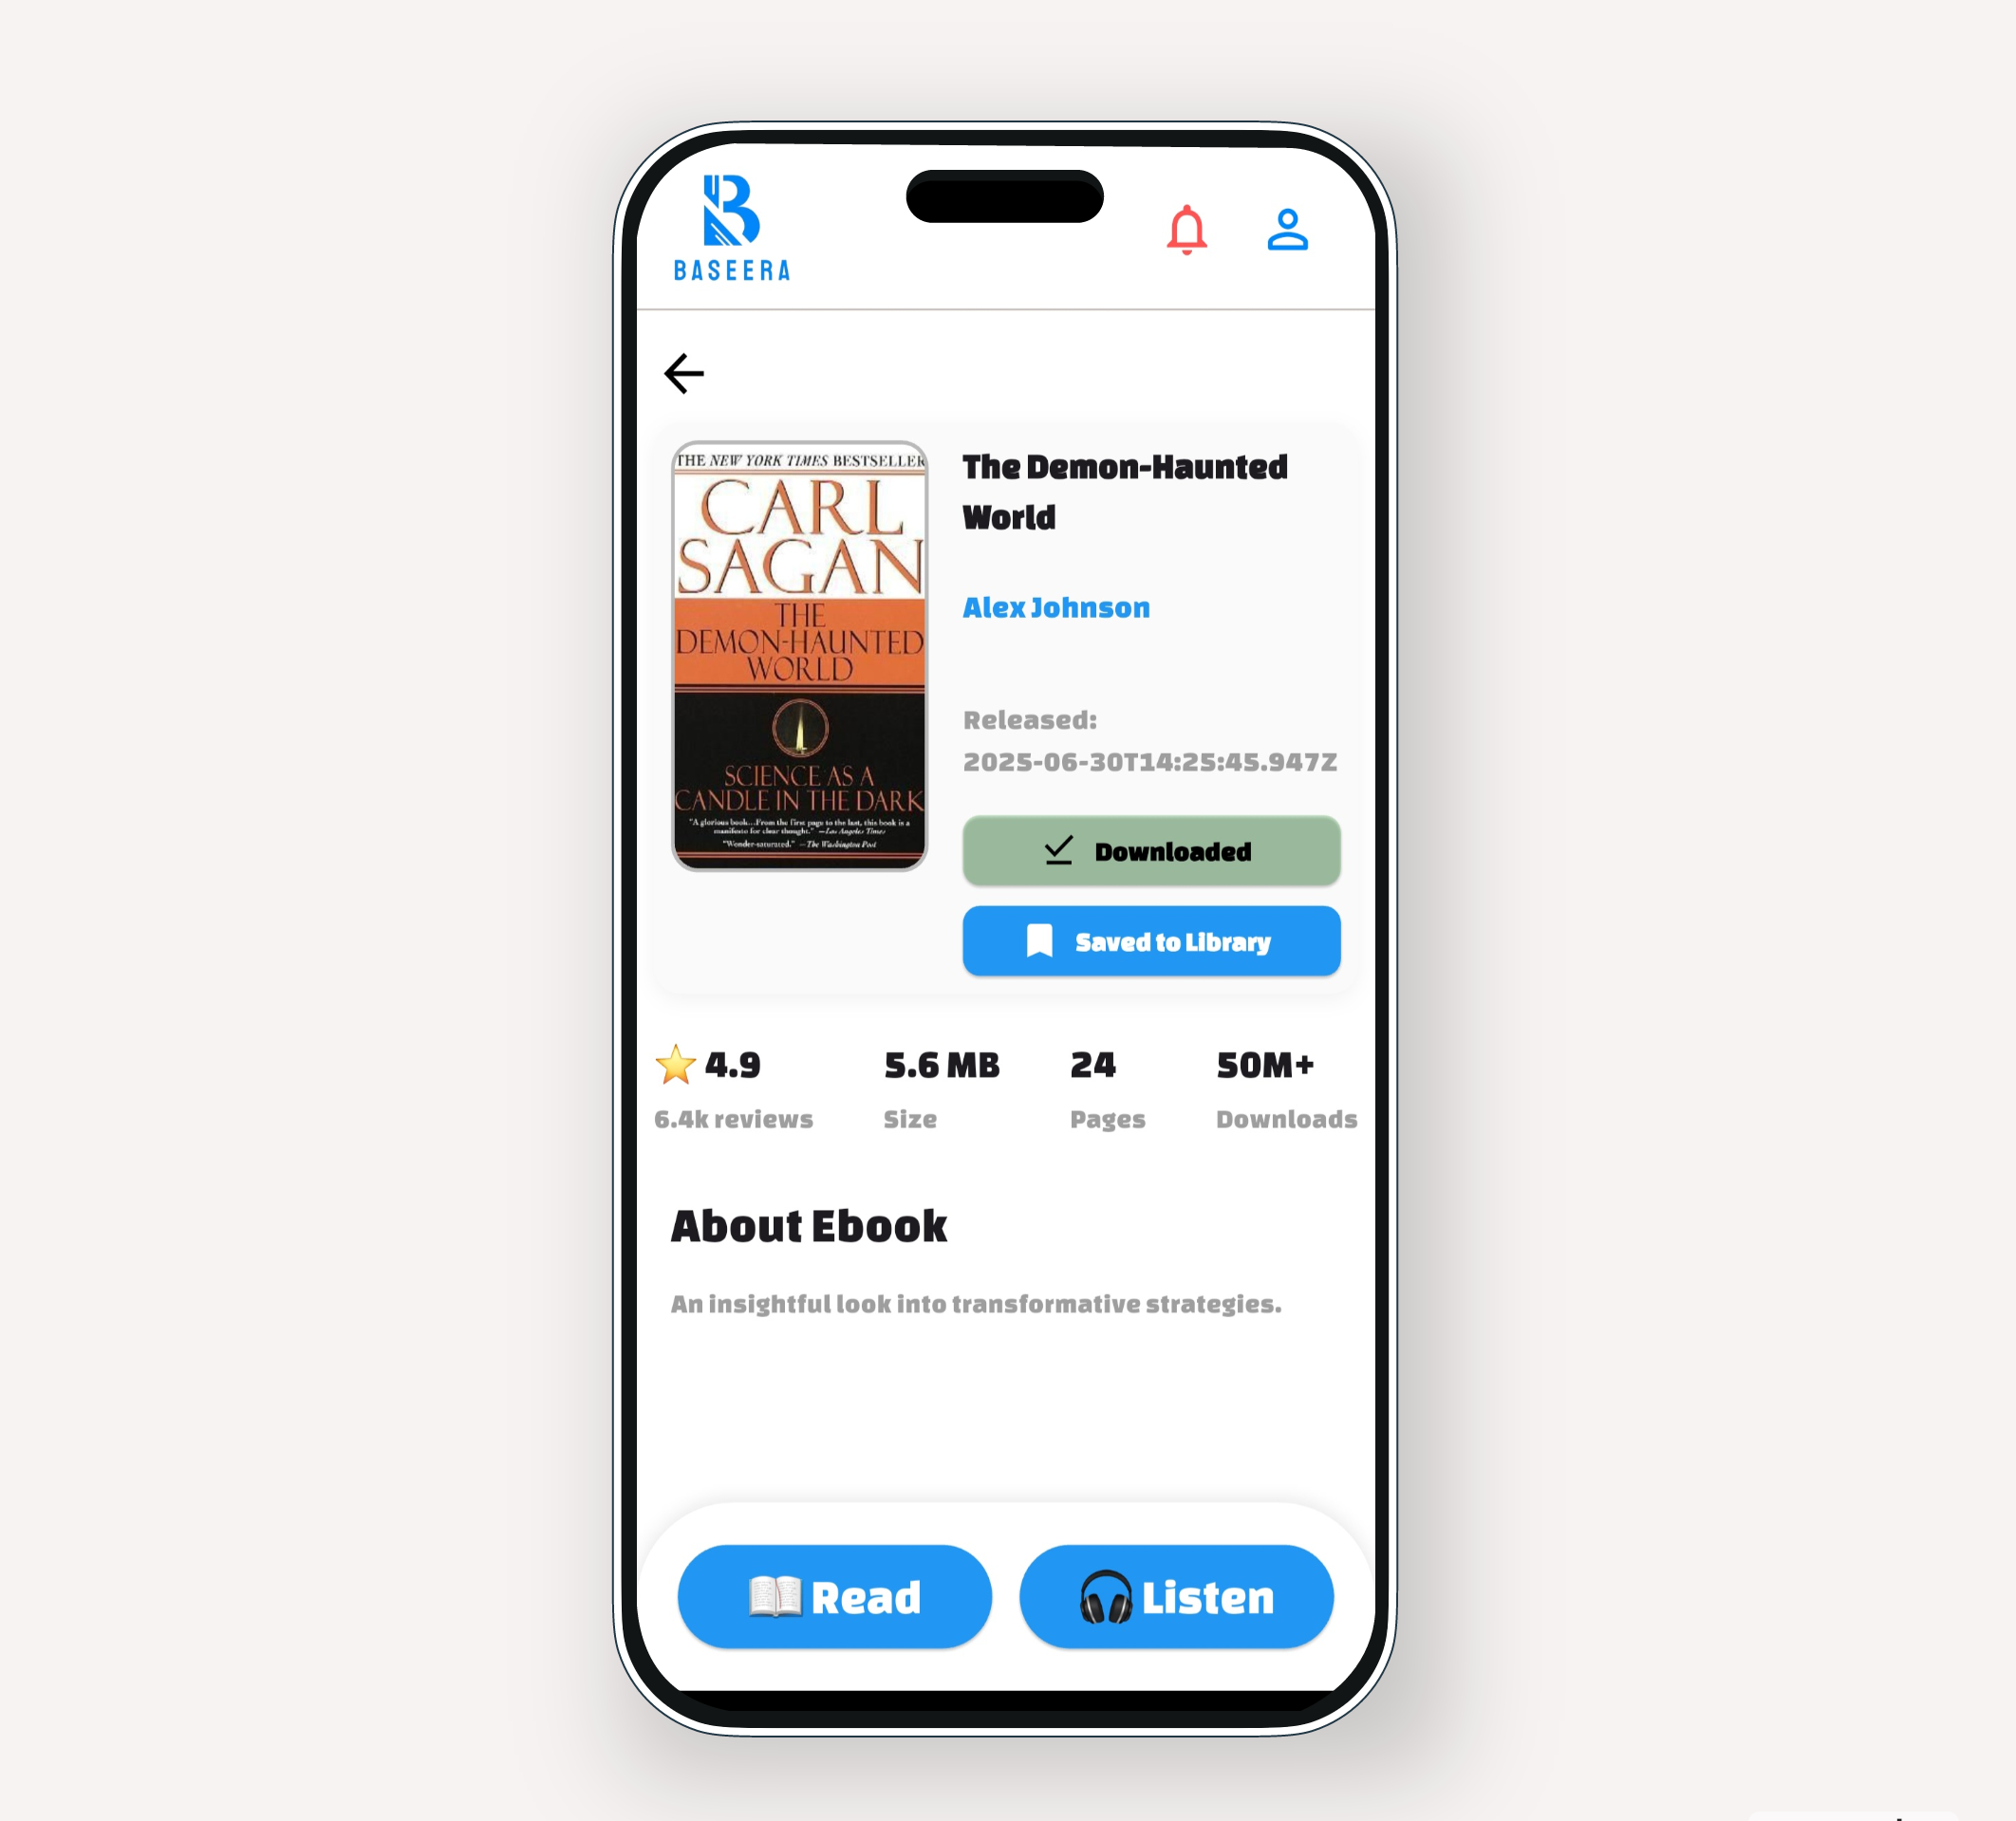 BASEERA
THE NEW YORK TIMES BESTSELLER
CARL
SAGAN
THE
DEMON-HAUNTED
WORLD
SCIENCE AS A
CANDLE IN THE DARK
"A glorious book...From the first page to the last, this book is a
manifesto for clear thought." —Los Angeles Times
"Wonder-saturated." —The Washington Post
The Demon-Haunted
World
Alex Johnson
Released:
2025-06-30T14:25:45.947Z
Downloaded
Saved to Library
⭐ 4.9
6.4k reviews
5.6 MB
Size
24
Pages
50M+
Downloads
About Ebook
An insightful look into transformative strategies.
📖 Read
🎧 Listen